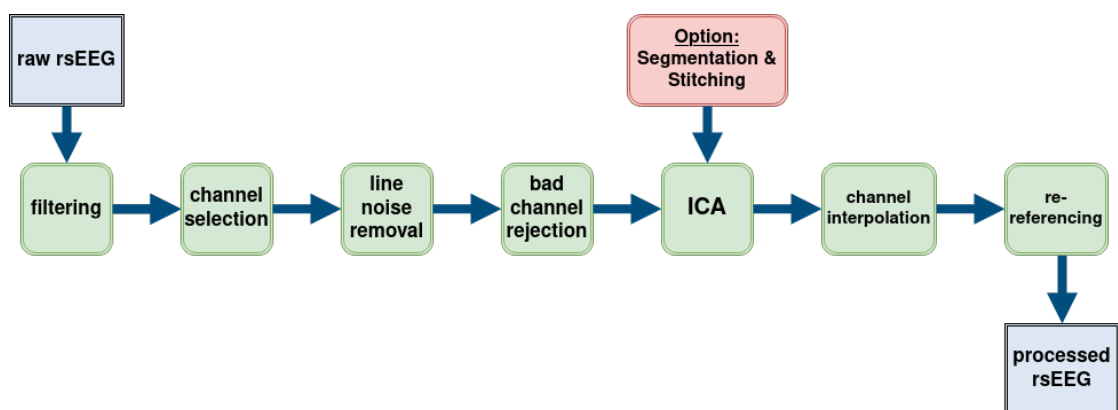 raw rsEEG
Option:
Segmentation &
Stitching
filtering
channel
selection
line
noise
removal
bad
channel
rejection
ICA
channel
interpolation
re-
referencing
processed
rsEEG